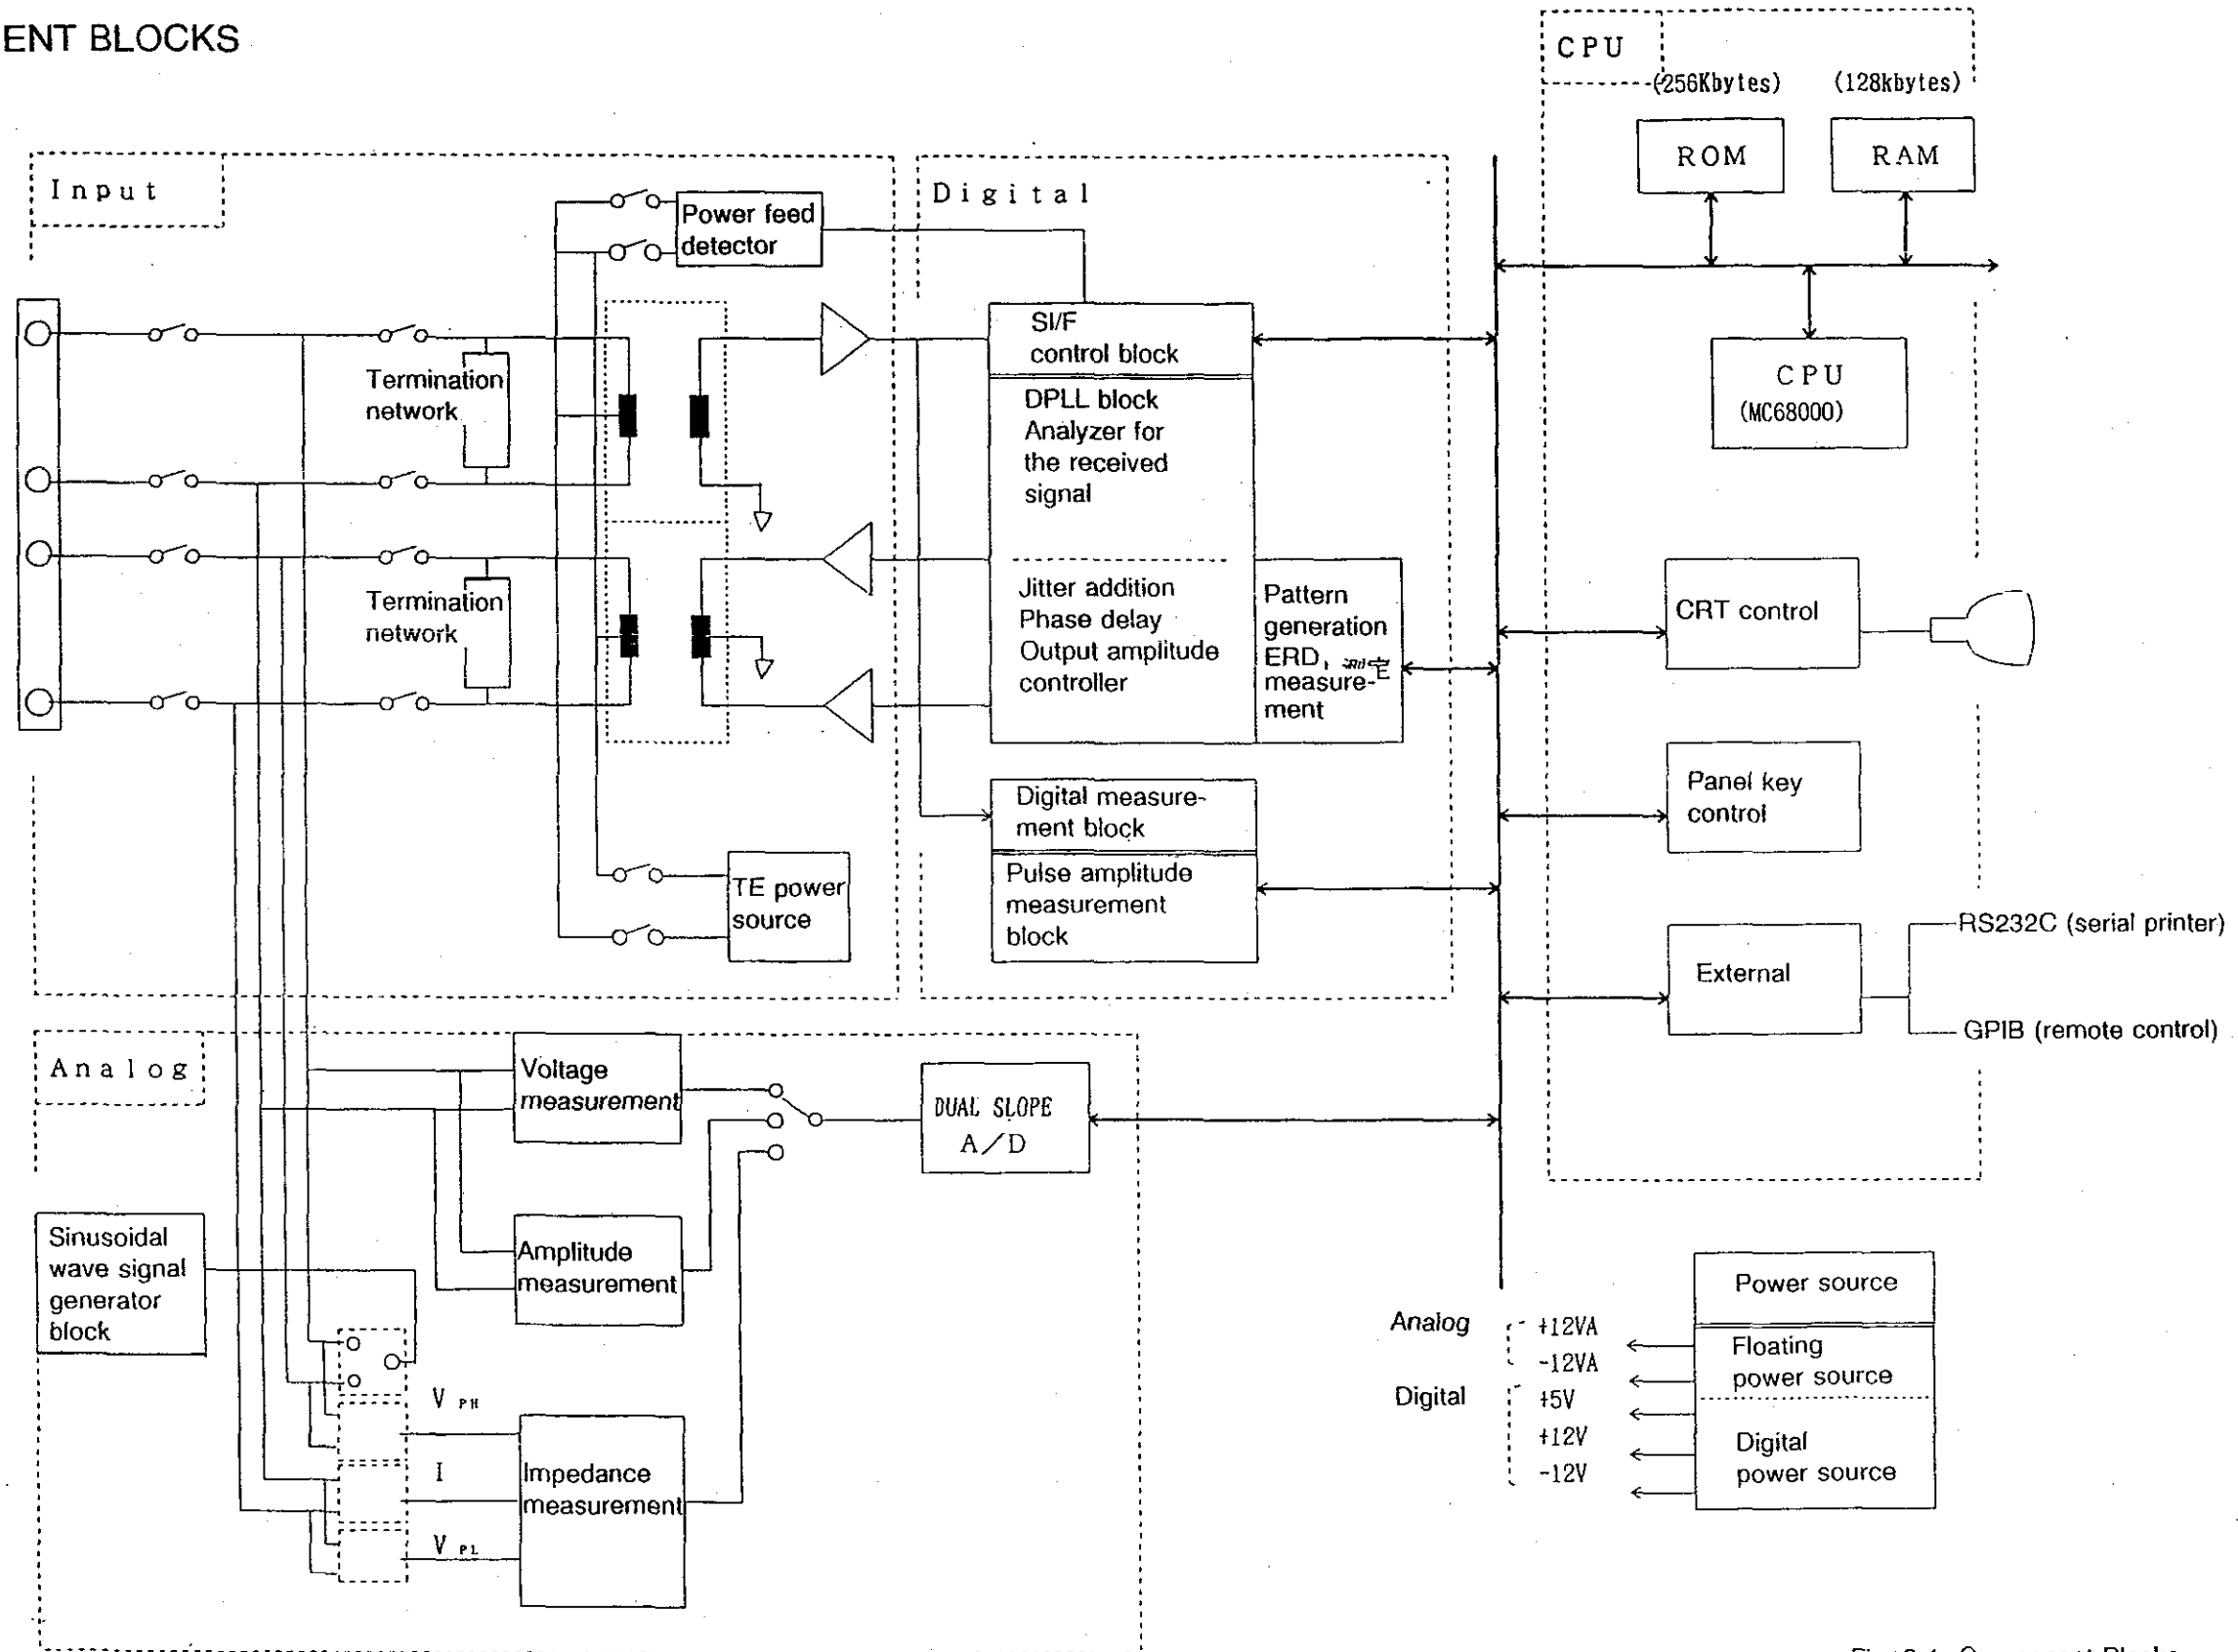 ENT BLOCKS
CPU
(256Kbytes)
(128kbytes)
ROM
RAM
CPU
(MC68000)
CRT control
Panel key
control
External
RS232C (serial printer)
GPIB (remote control)
Input
Power feed
detector
Termination
network
Termination
network
TE power
source
Digital
SI/F
control block
DPLL block
Analyzer for
the received
signal
Jitter addition
Phase delay
Output amplitude
controller
Pattern
generation
ERD, 測定
measure-
ment
Digital measure-
ment block
Pulse amplitude
measurement
block
Analog
Voltage
measurement
Amplitude
measurement
Sinusoidal
wave signal
generator
block
V PH
I
V PL
Impedance
measurement
DUAL SLOPE
A/D
Power source
Floating
power source
Digital
power source
Analog
+12VA
-12VA
Digital
+5V
+12V
-12V